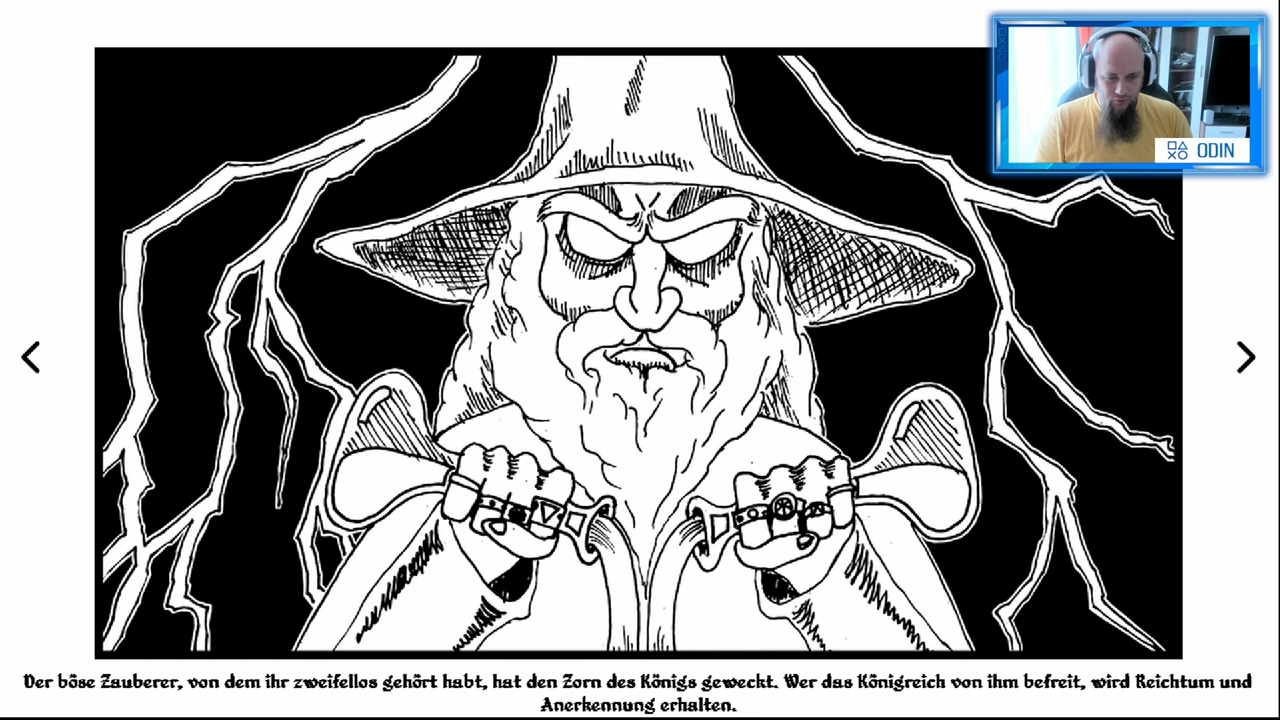 ODIN
Der böse Zauberer, von dem ihr zweifellos gehört habt, hat den Zorn des Königs geweckt. Wer das Königreich von ihm befreit, wird Reichtum und
Anerkennung erhalten.